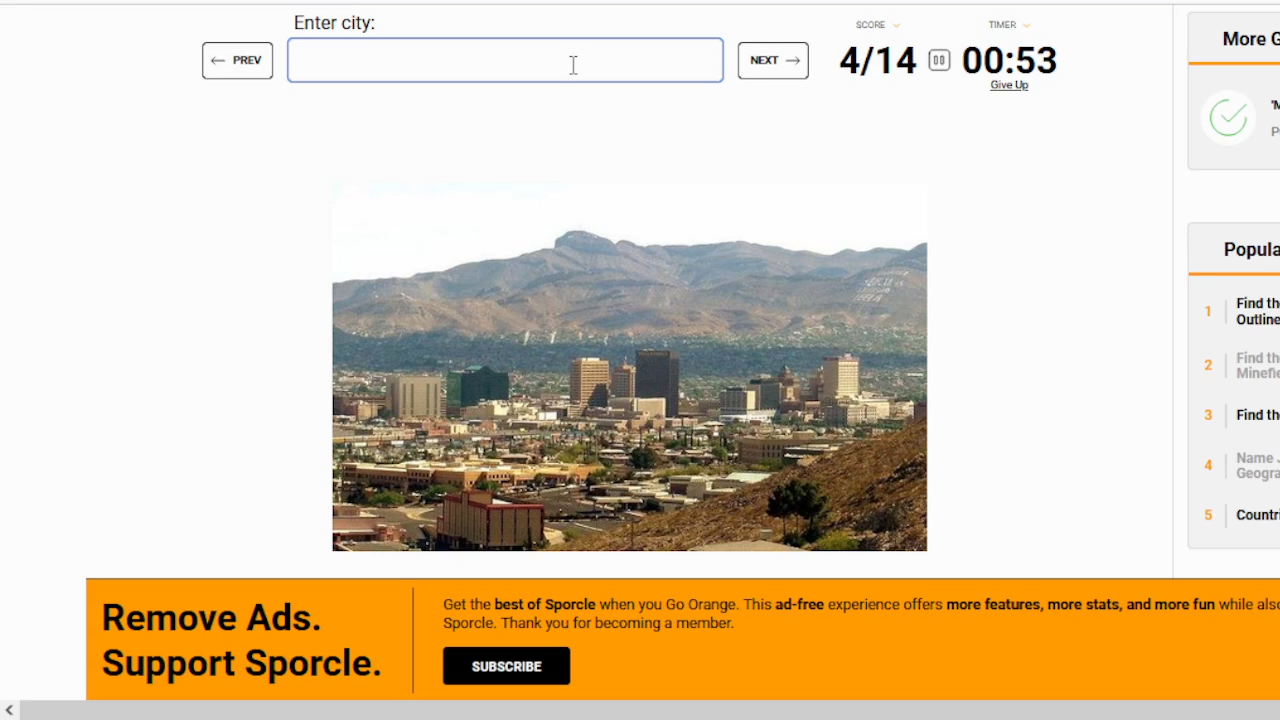 Enter city:
← PREV
NEXT →
SCORE
4/14
TIMER
00:53
Give Up
More G
'M
P
Popula
1 Find th
Outline
2 Find th
Minefie
3 Find th
4 Name J
Geogra
5 Countri
Remove Ads.
Support Sporcle.
Get the best of Sporcle when you Go Orange. This ad-free experience offers more features, more stats, and more fun while also
Sporcle. Thank you for becoming a member.
SUBSCRIBE